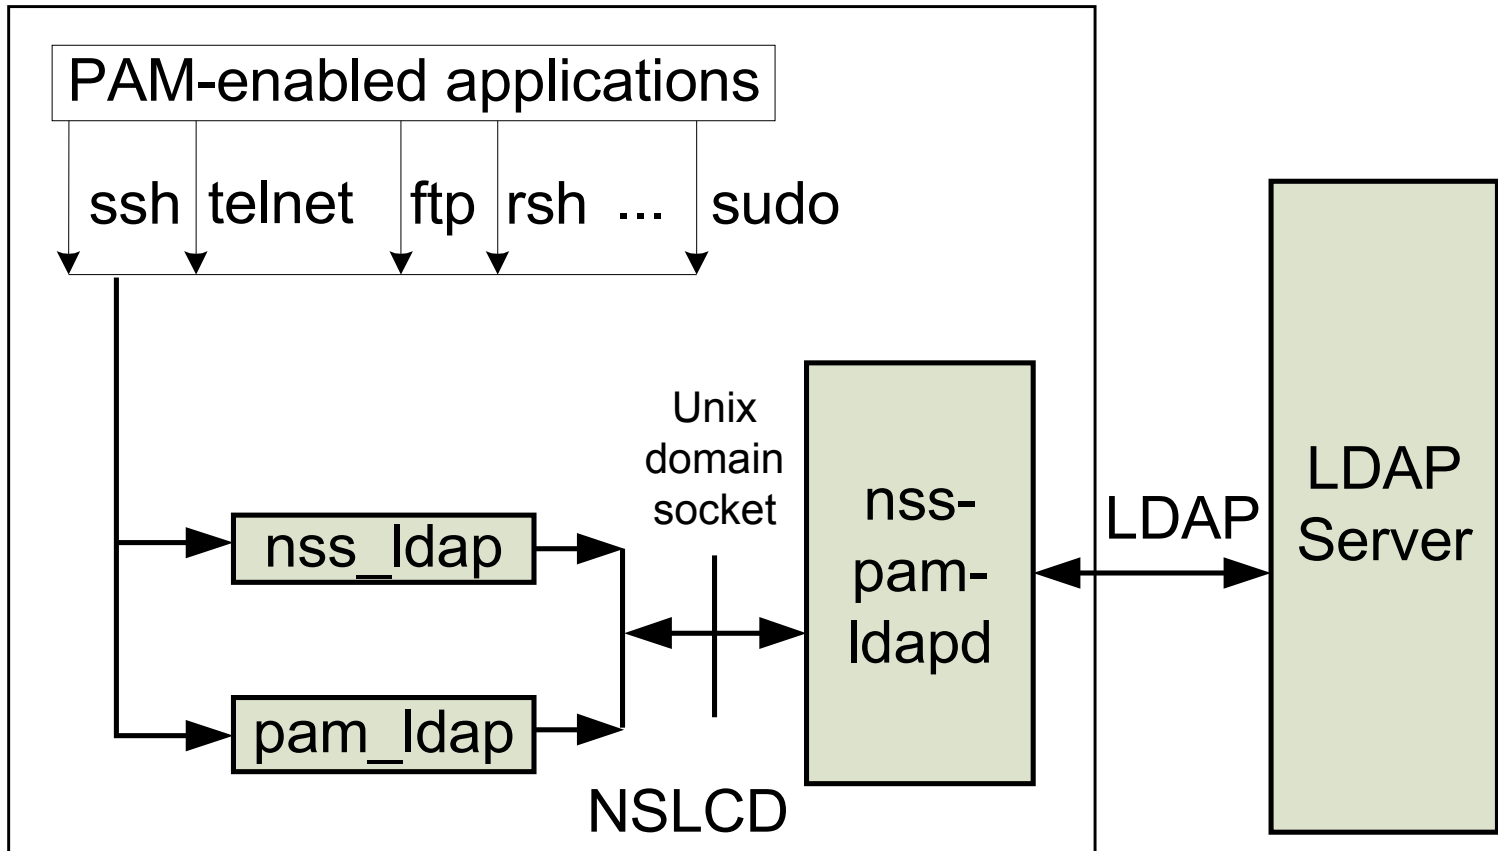 PAM-enabled applications
ssh telnet ftp rsh ... sudo
Unix
domain
socket
nss_ldap
pam_ldap
NSLCD
nss-
pam-
ldapd
LDAP
LDAP
Server